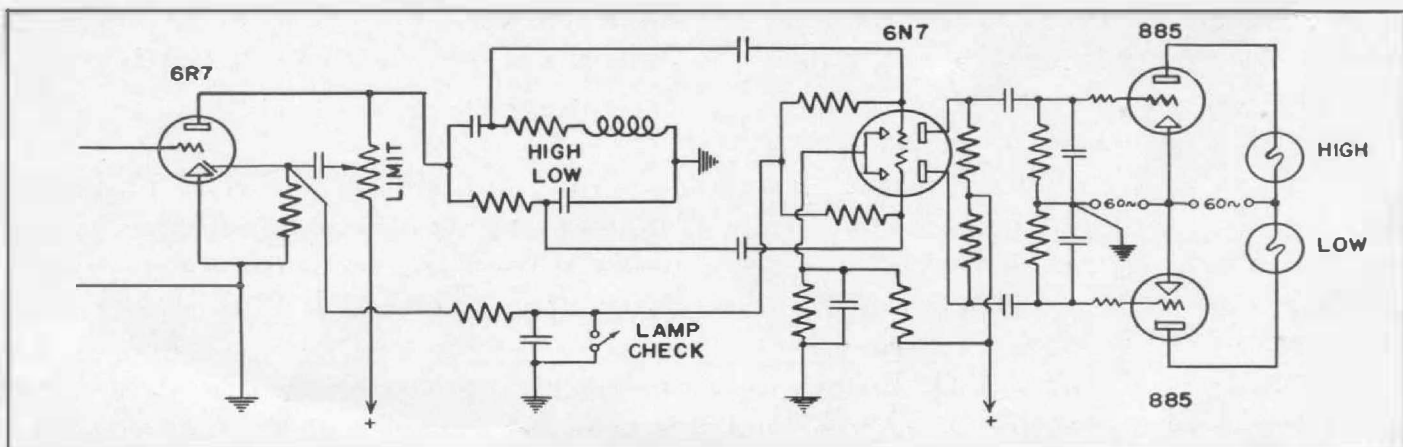 6R7
LIMIT
HIGH
LOW
LAMP
CHECK
6N7
885
60~
60~
HIGH
LOW
885
+
+